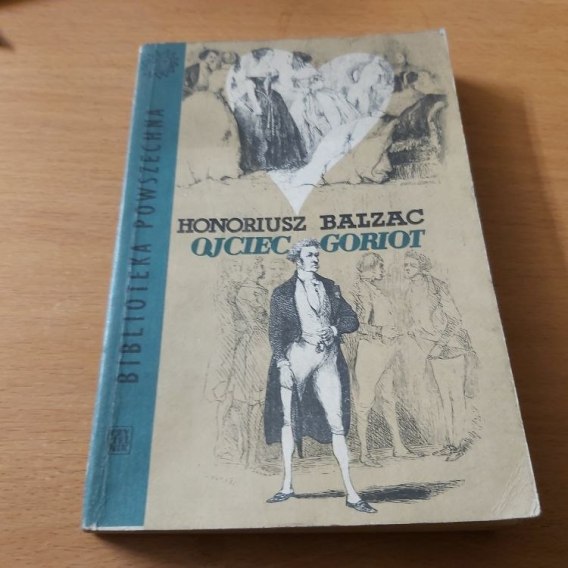 BIBLIOTEKA POWSZECHNA
HONORIUSZ BALZAC
OJCIEC GORIOT